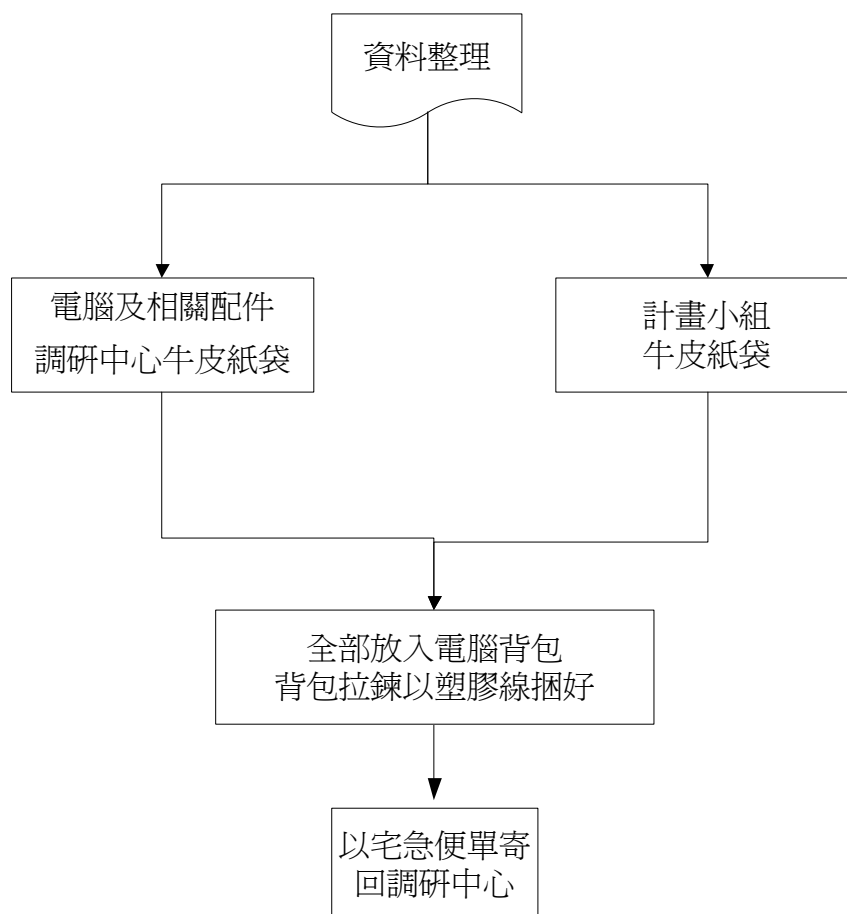 資料整理
電腦及相關配件
調研中心牛皮紙袋
計畫小組
牛皮紙袋
全部放入電腦背包
背包拉鍊以塑膠線捆好
以宅急便單寄
回調研中心